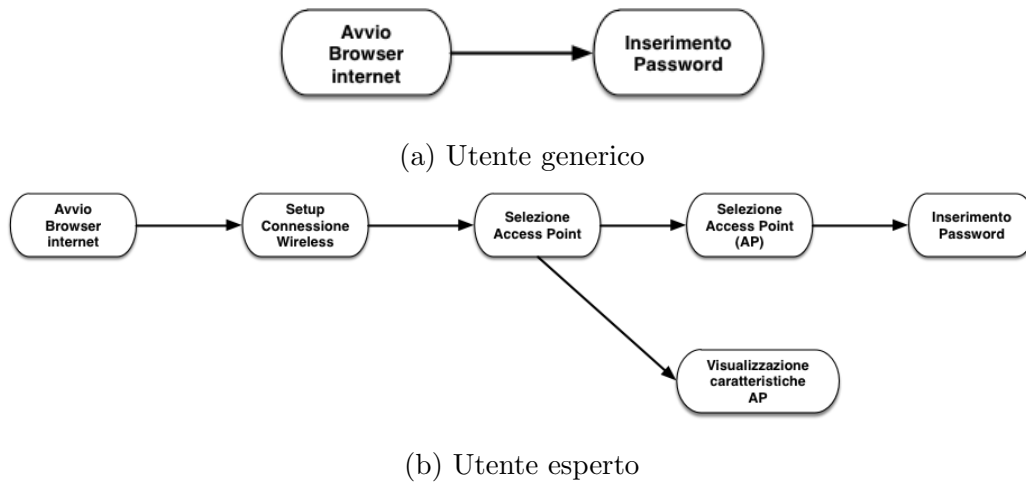 Avvio
Browser
internet
Inserimento
Password
(a) Utente generico
Avvio
Browser
internet
Setup
Connessione
Wireless
Selezione
Access Point
Selezione
Access Point
(AP)
Inserimento
Password
Visualizzazione
caratteristiche
AP
(b) Utente esperto